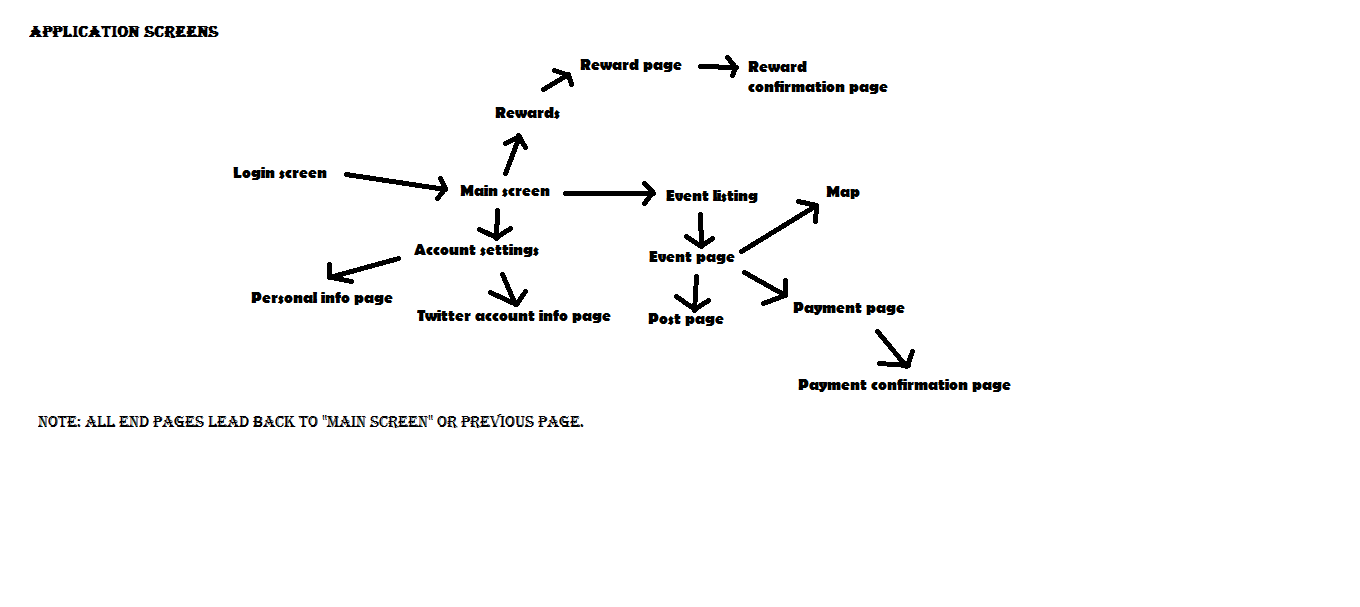 APPLICATION SCREENS
Reward page
Reward
confirmation page
Rewards
Login screen
Main screen
Event listing
Map
Account settings
Event page
Personal info page
Twitter account info page
Post page
Payment page
Payment confirmation page
NOTE: ALL END PAGES LEAD BACK TO "MAIN SCREEN" OR PREVIOUS PAGE.